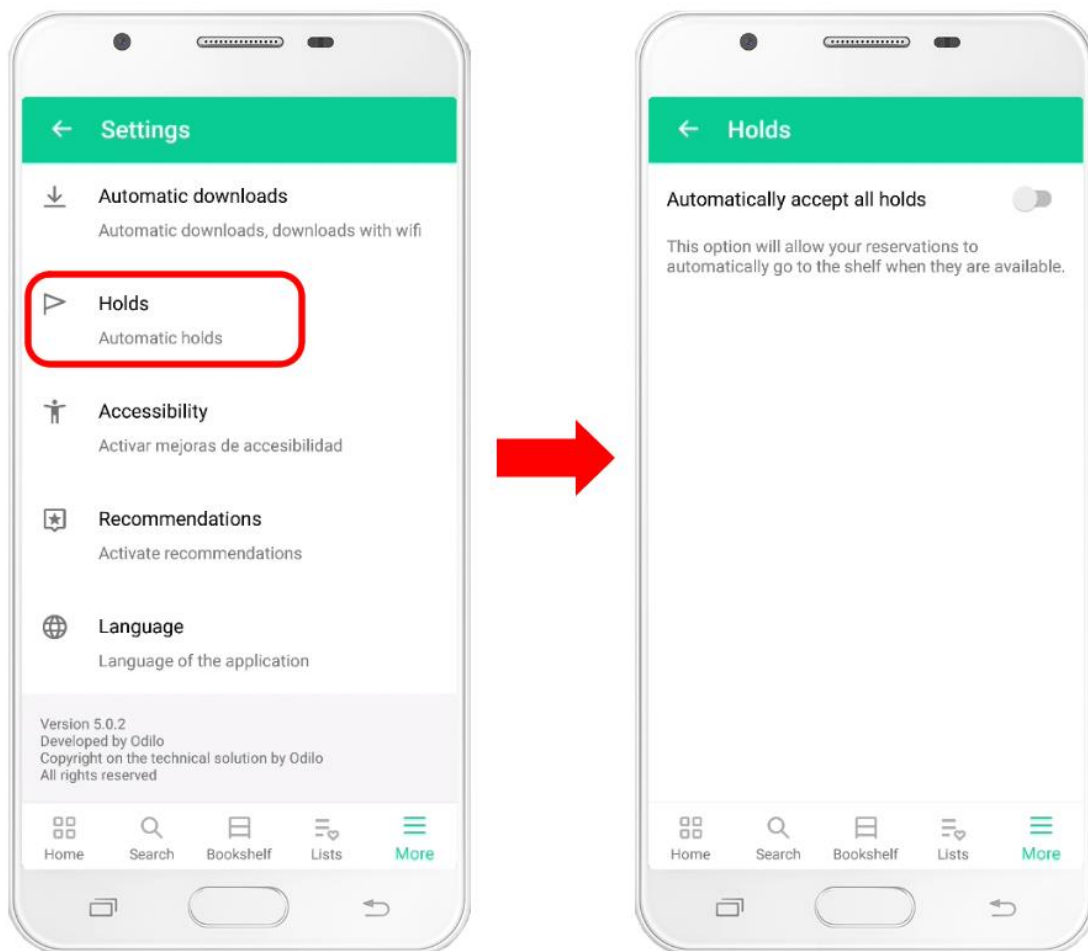 Settings
Automatic downloads
Automatic downloads, downloads with wifi
Holds
Automatic holds
Accessibility
Activar mejoras de accesibilidad
Recommendations
Activate recommendations
Language
Language of the application
Version 5.0.2
Developed by Odilo
Copyright on the technical solution by Odilo
All rights reserved
Home Search Bookshelf Lists More
Holds
Automatically accept all holds
This option will allow your reservations to
automatically go to the shelf when they are available.
Home Search Bookshelf Lists More